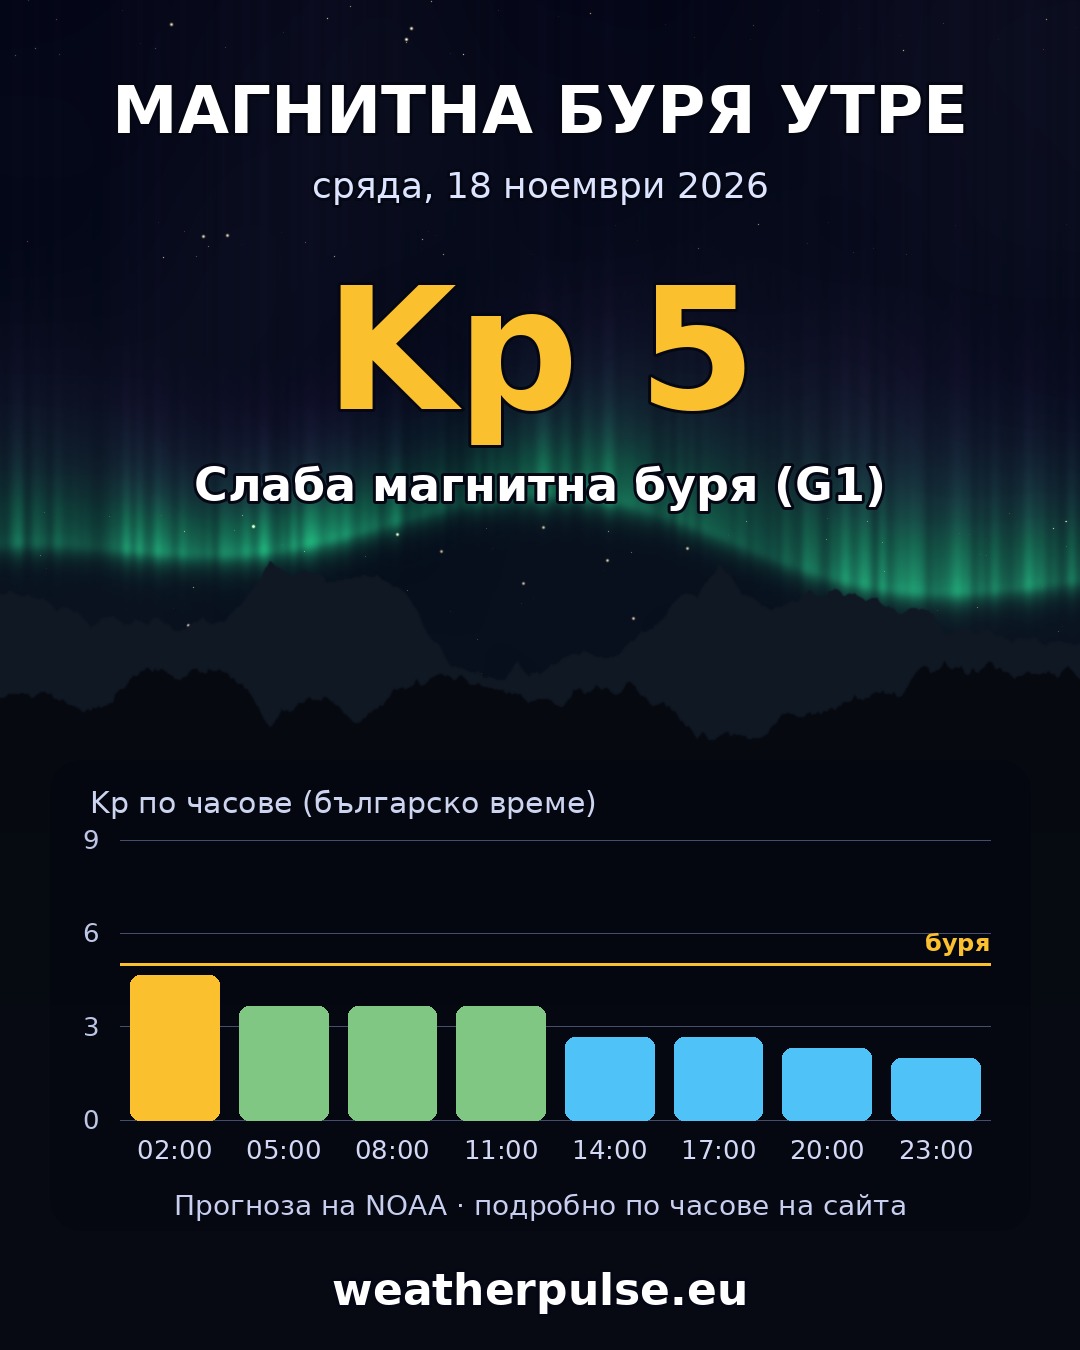 МАГНИТНА БУРЯ УТРЕ
сряда, 18 ноември 2026
Kp 5
Слаба магнитна буря (G1)
Kp по часове (българско време)
9
6
буря
3
0
02:00 05:00 08:00 11:00 14:00 17:00 20:00 23:00
Прогноза на NOAA · подробно по часове на сайта
weatherpulse.eu